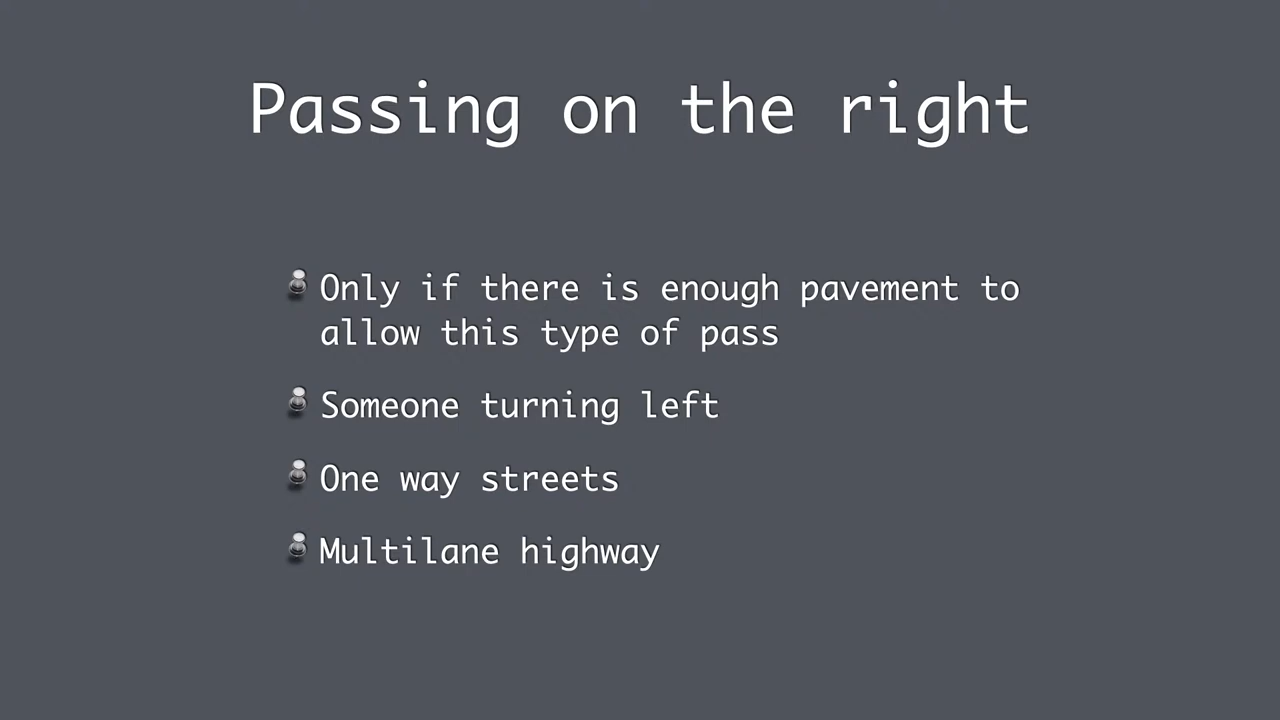 Passing on the right
Only if there is enough pavement to
allow this type of pass
Someone turning left
One way streets
Multilane highway